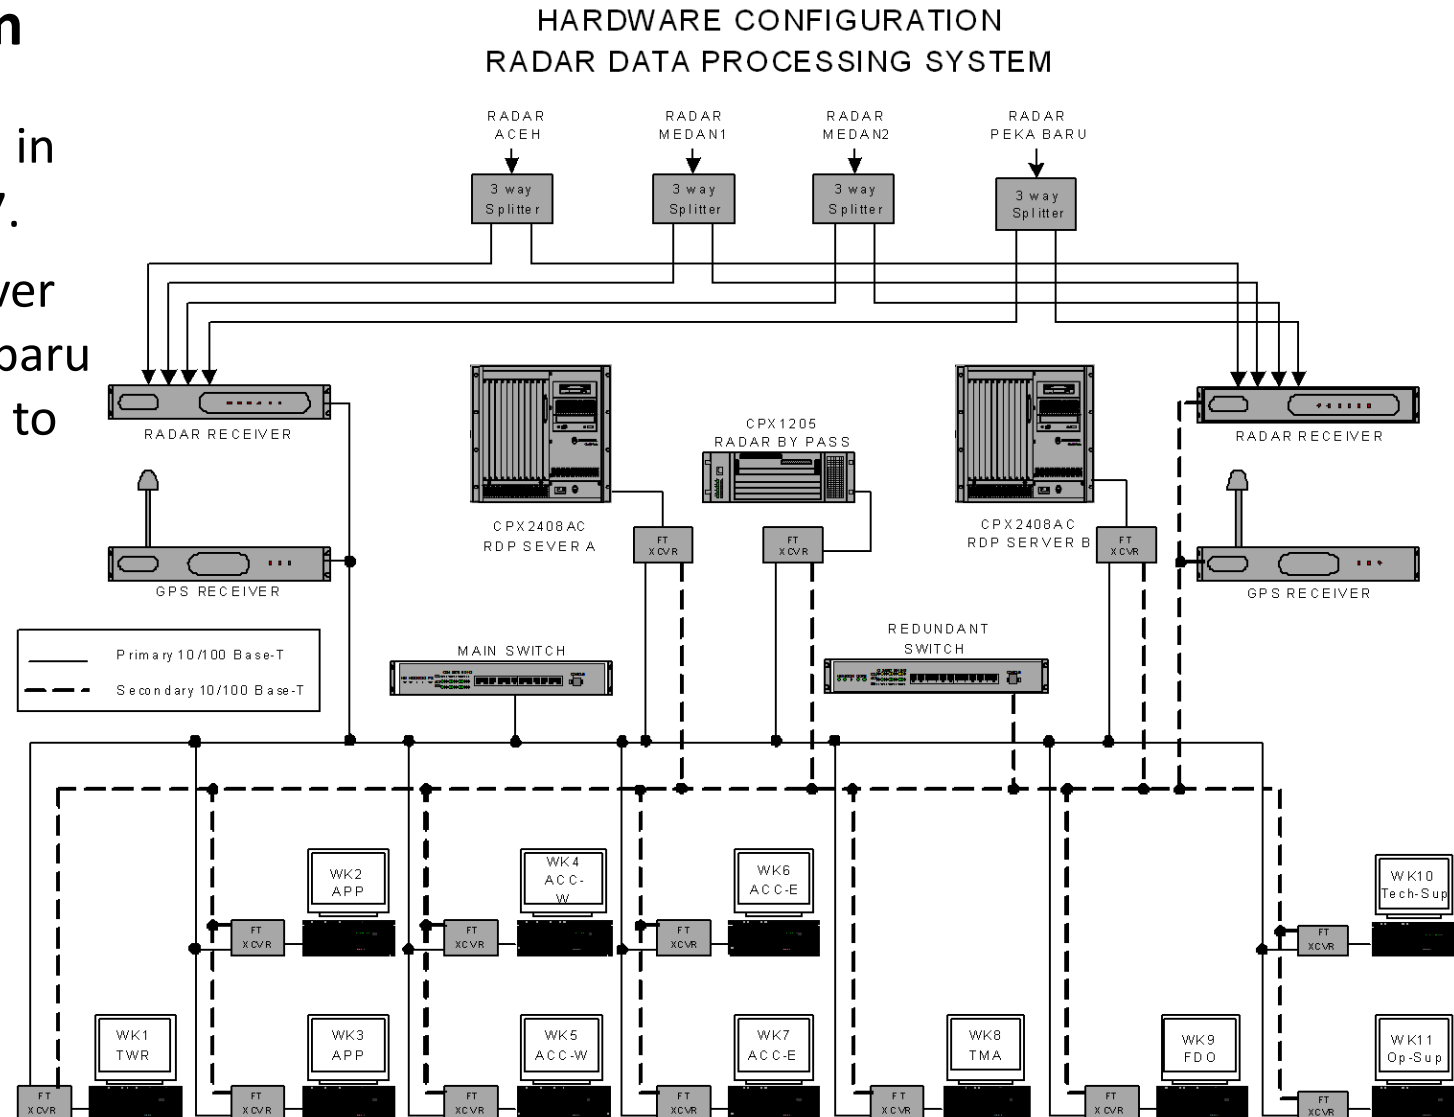 n
in
7.
ver
baru
to
HARDWARE CONFIGURATION
RADAR DATA PROCESSING SYSTEM
RADAR
ACEH
RADAR
MEDAN1
RADAR
MEDAN2
RADAR
PEKA BARU
3 way
Splitter
3 way
Splitter
3 way
Splitter
3 way
Splitter
RADAR RECEIVER
CPX2408AC
RDP SEVER A
CPX1205
RADAR BY PASS
CPX2408AC
RDP SERVER B
RADAR RECEIVER
FT
XCVR
FT
XCVR
FT
XCVR
GPS RECEIVER
GPS RECEIVER
Primary 10/100 Base-T
Secondary 10/100 Base-T
MAIN SWITCH
REDUNDANT
SWITCH
WK2
APP
WK4
ACC-
W
WK6
ACC-E
WK10
Tech-Sup
FT
XCVR
FT
XCVR
FT
XCVR
FT
XCVR
WK1
TWR
WK3
APP
WK5
ACC-W
WK7
ACC-E
WK8
TMA
WK9
FDO
WK11
Op-Sup
FT
XCVR
FT
XCVR
FT
XCVR
FT
XCVR
FT
XCVR
FT
XCVR
FT
XCVR